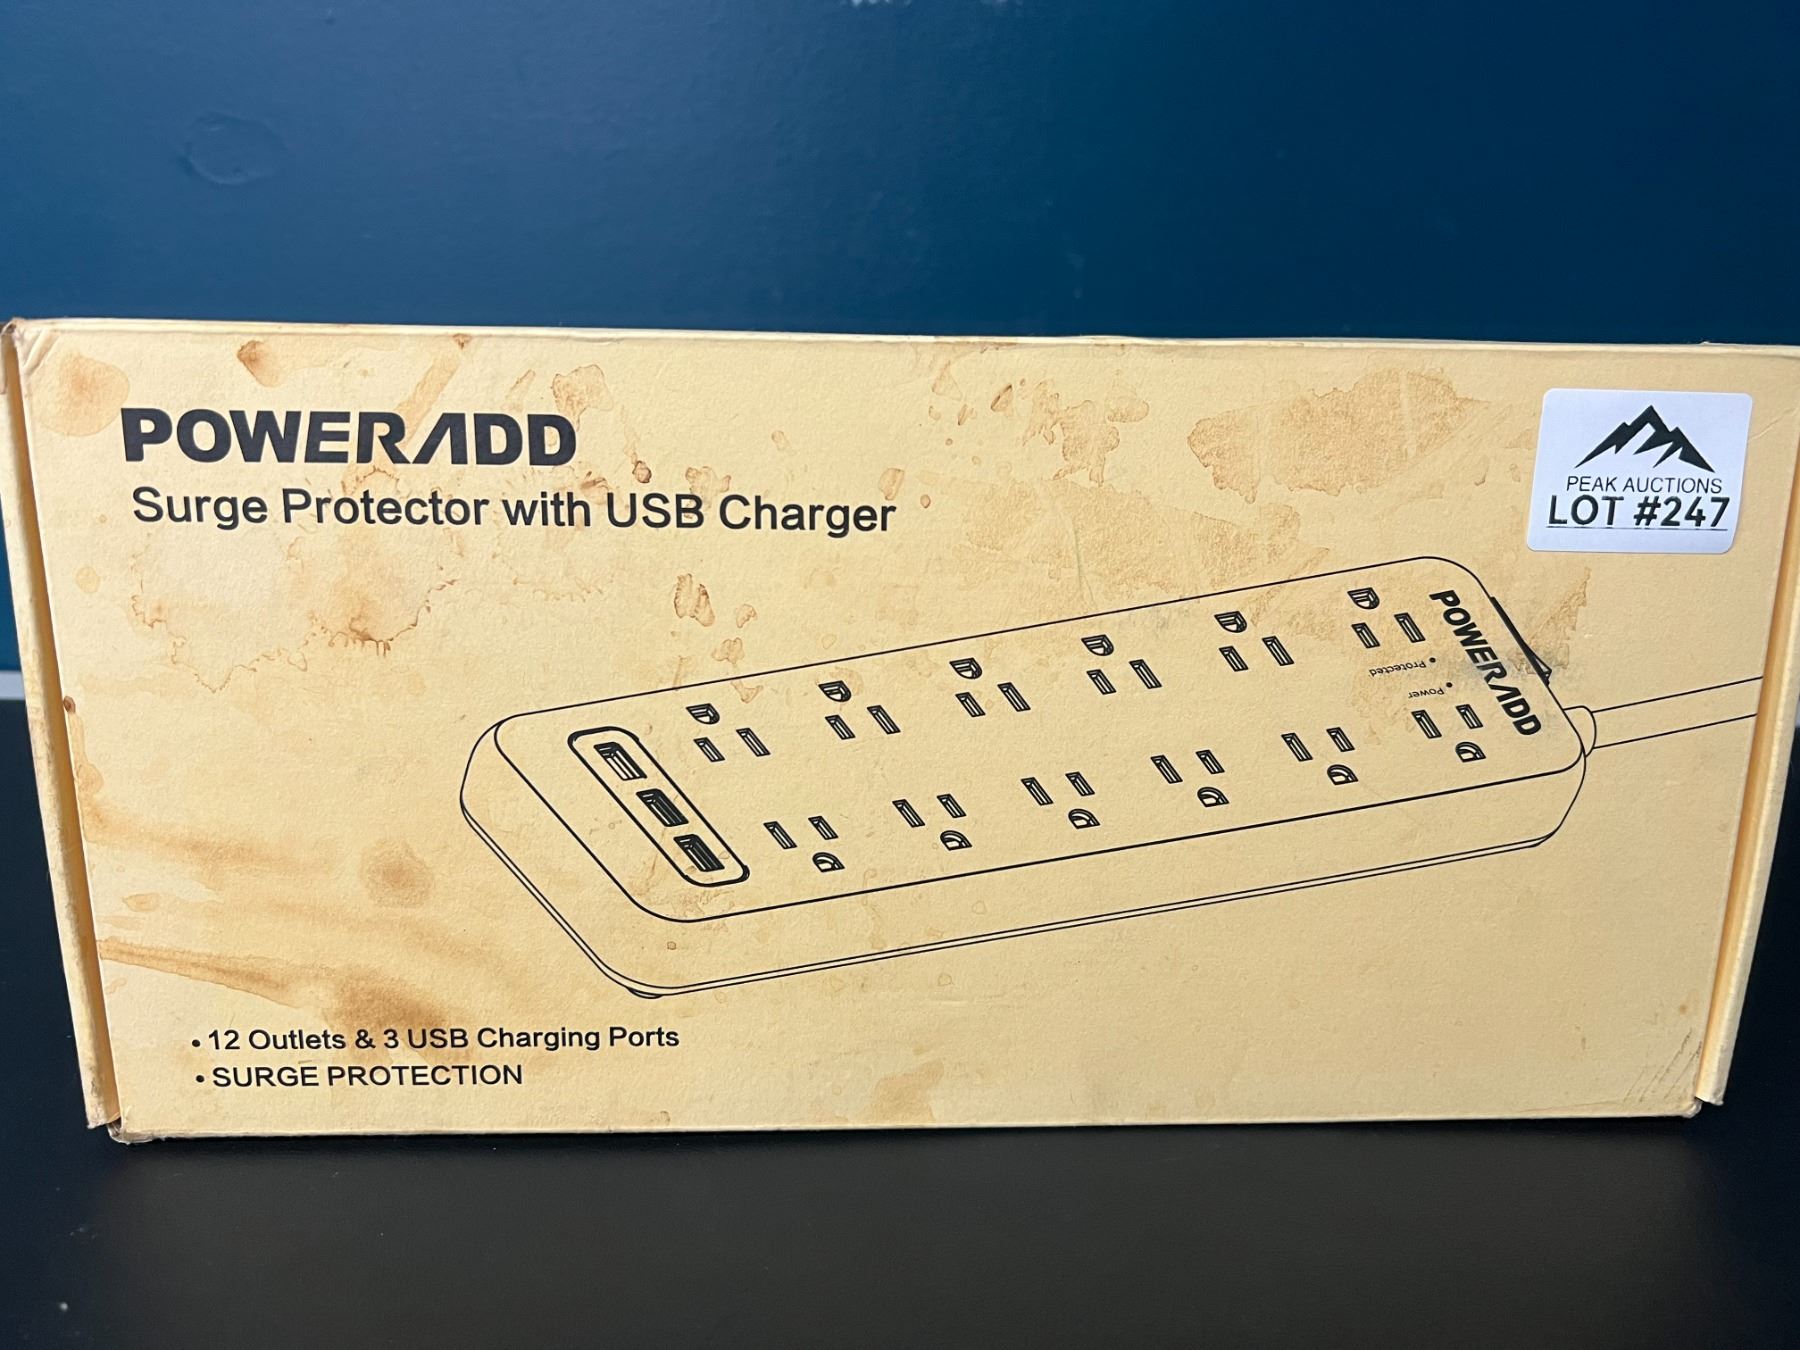 POWERADD
Surge Protector with USB Charger
PEAK AUCTIONS
LOT #247
POWERADD
Protected
Power
• 12 Outlets & 3 USB Charging Ports
• SURGE PROTECTION